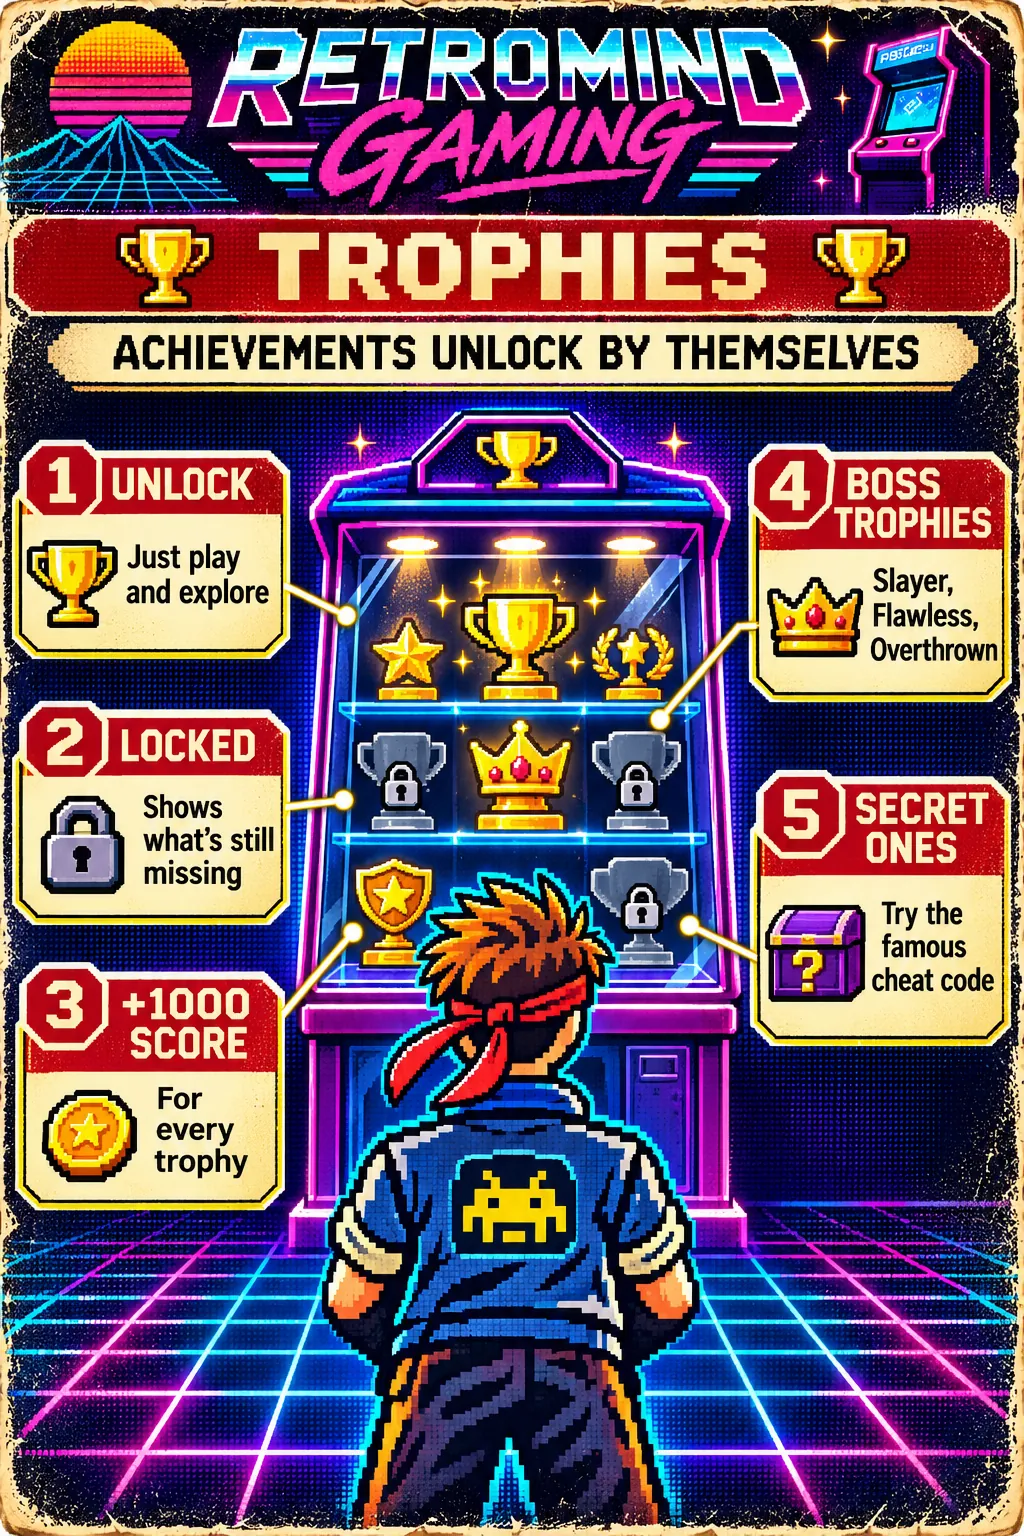 RETROMIND
GAMING
TROPHIES
ACHIEVEMENTS UNLOCK BY THEMSELVES
1 UNLOCK
Just play
and explore
2 LOCKED
Shows
what's still
missing
3 +1000
SCORE
For
every
trophy
4 BOSS
TROPHIES
Slayer,
Flawless,
Overthrown
5 SECRET
ONES
Try the
famous
cheat code
?